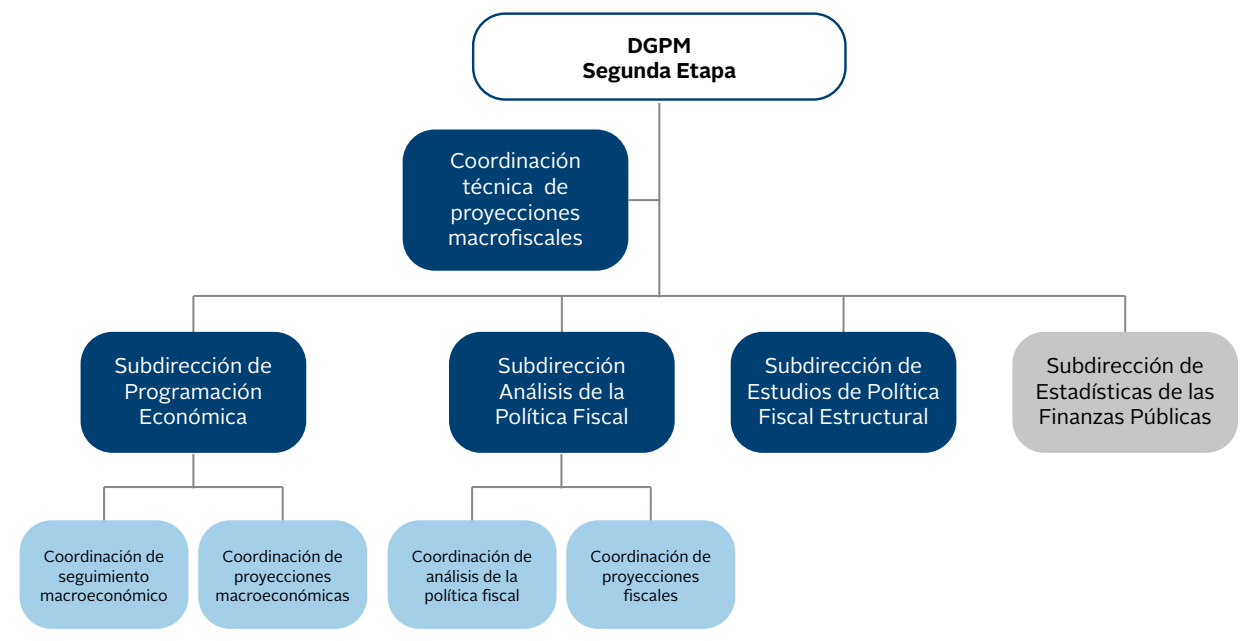 DGPM
Segunda Etapa
Coordinación
técnica de
proyecciones
macrofiscales
Subdirección de
Programación
Económica
Subdirección
Análisis de la
Política Fiscal
Subdirección de
Estudios de Política
Fiscal Estructural
Subdirección de
Estadísticas de las
Finanzas Públicas
Coordinación de
seguimiento
macroeconómico
Coordinación de
proyecciones
macroeconómicas
Coordinación de
análisis de la
política fiscal
Coordinación de
proyecciones
fiscales